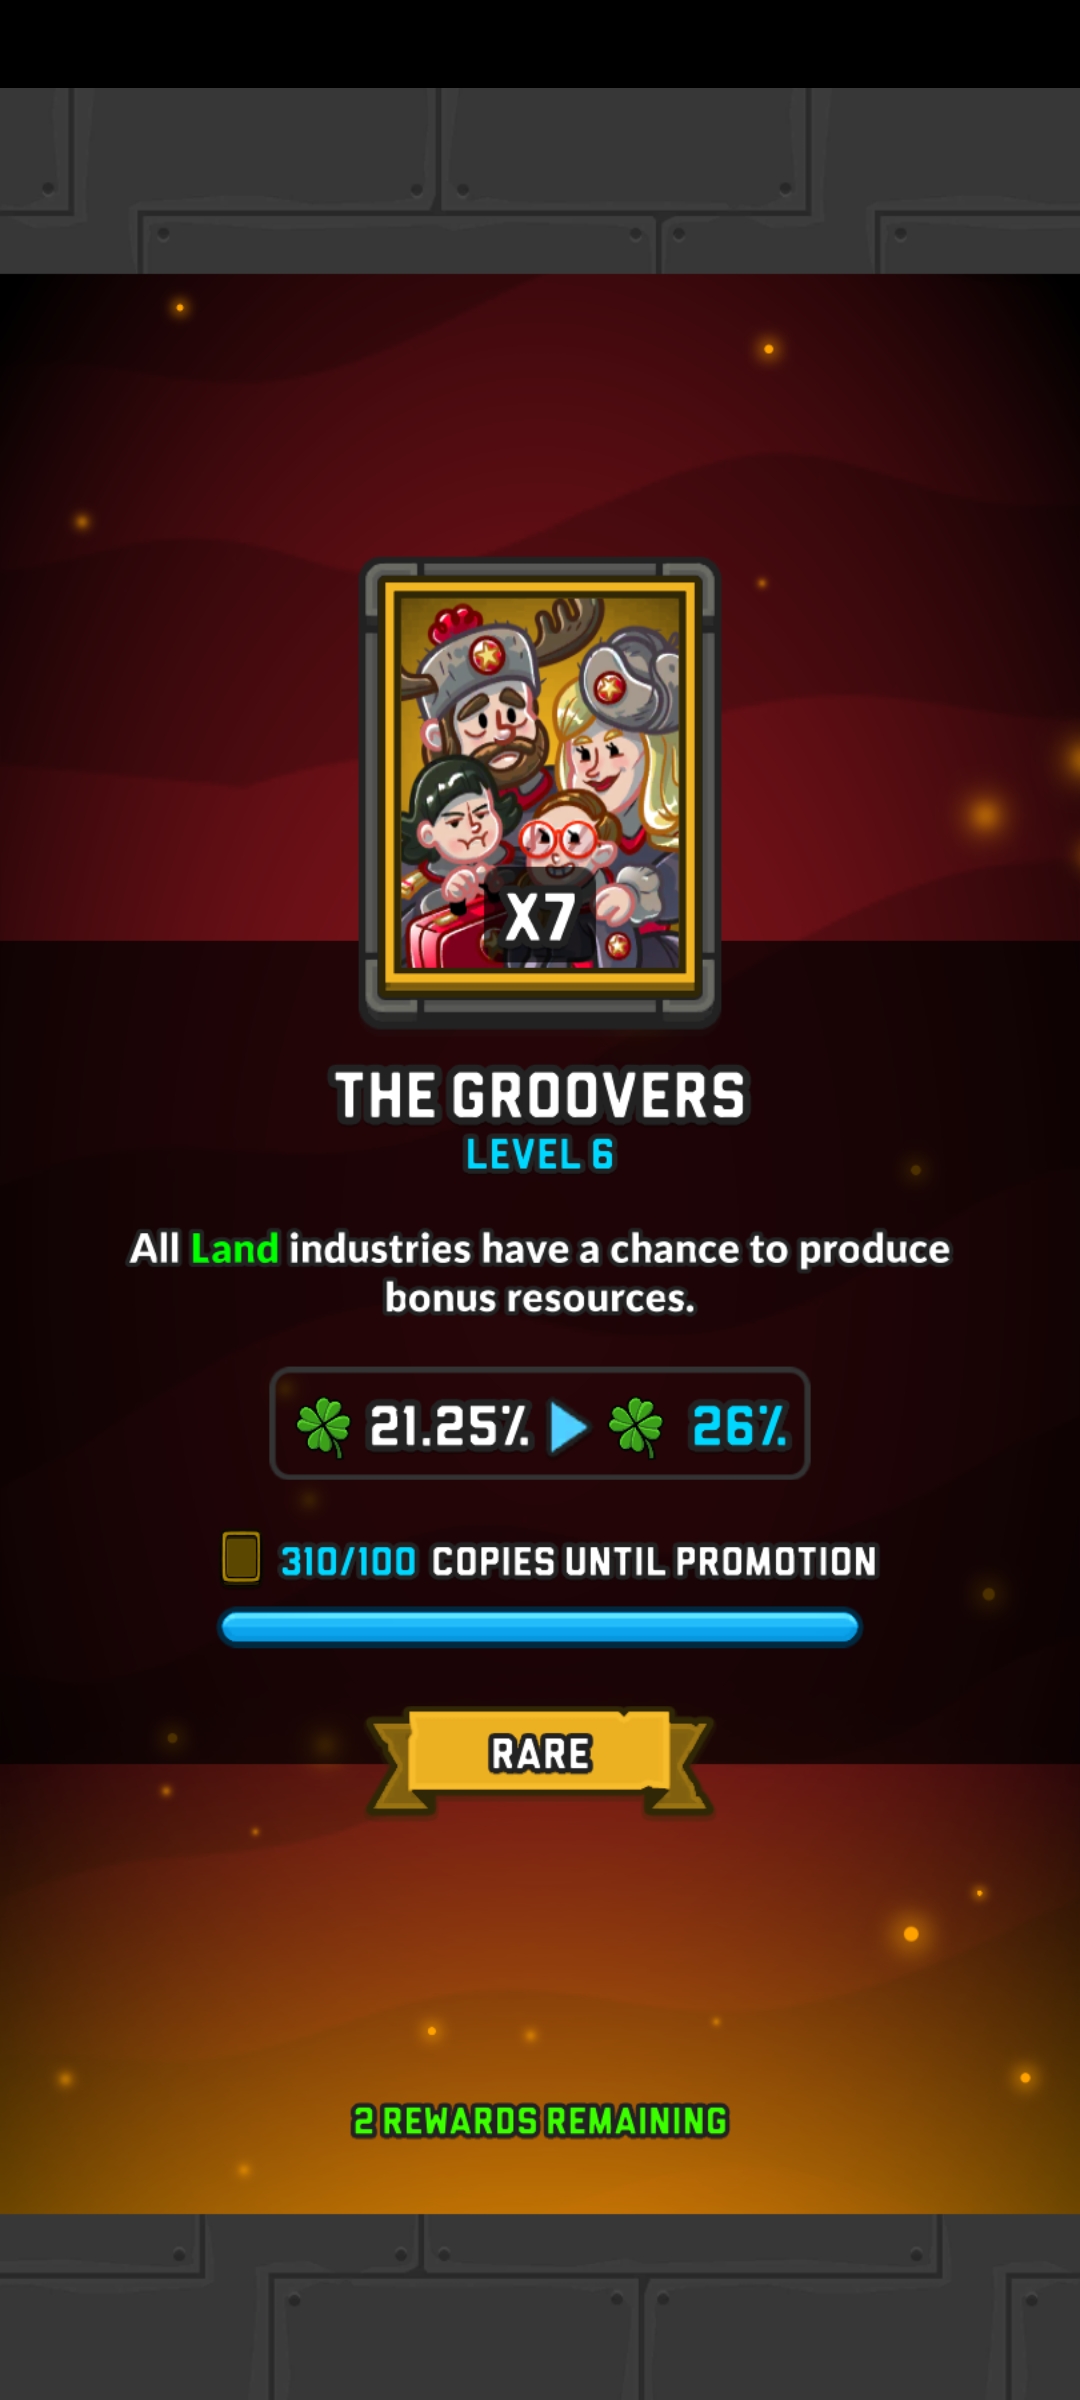 X7
THE GROOVERS
LEVEL 6
All Land industries have a chance to produce
bonus resources.
21.25% 26%
310/100 COPIES UNTIL PROMOTION
RARE
2 REWARDS REMAINING